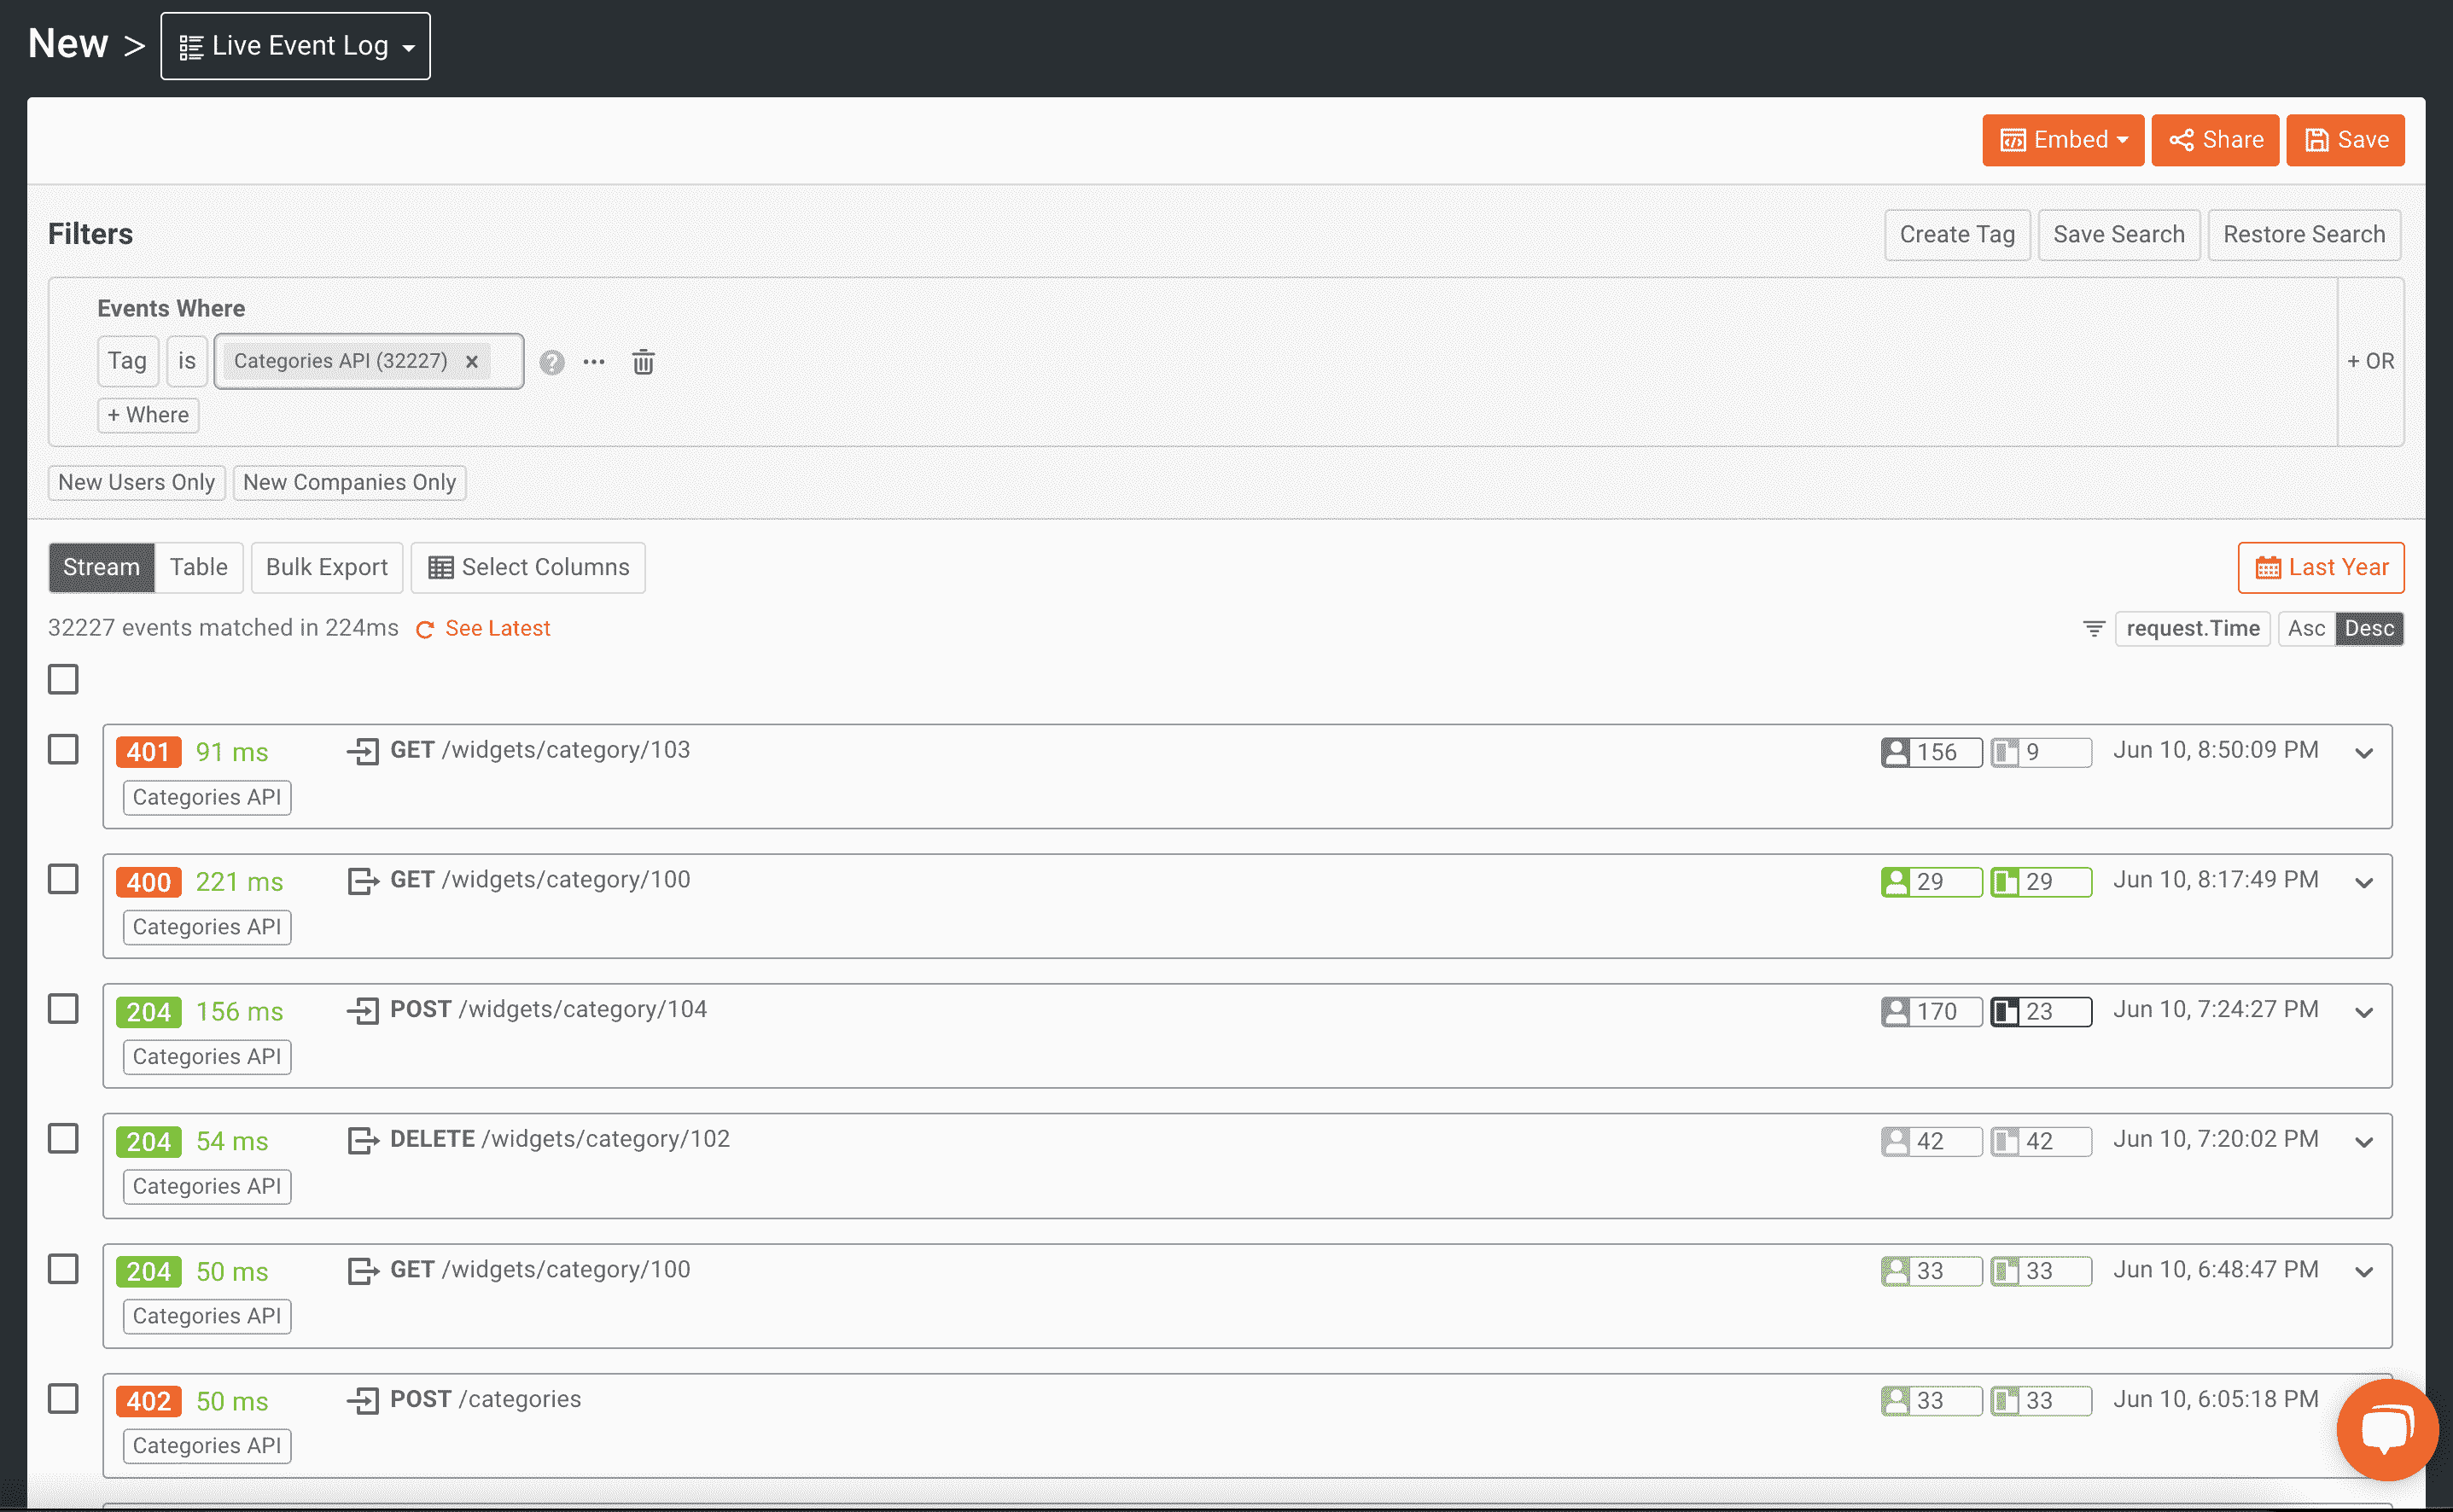 New > Live Event Log
Embed Share Save
Filters Create Tag Save Search Restore Search
Events Where
Tag is Categories API (32227) × ? ••• + OR
+ Where
New Users Only New Companies Only
Stream Table Bulk Export Select Columns Last Year
32227 events matched in 224ms See Latest request.Time Asc Desc
401 91 ms GET /widgets/category/103 156 9 Jun 10, 8:50:09 PM
Categories API
400 221 ms GET /widgets/category/100 29 29 Jun 10, 8:17:49 PM
Categories API
204 156 ms POST /widgets/category/104 170 23 Jun 10, 7:24:27 PM
Categories API
204 54 ms DELETE /widgets/category/102 42 42 Jun 10, 7:20:02 PM
Categories API
204 50 ms GET /widgets/category/100 33 33 Jun 10, 6:48:47 PM
Categories API
402 50 ms POST /categories 33 33 Jun 10, 6:05:18 PM
Categories API